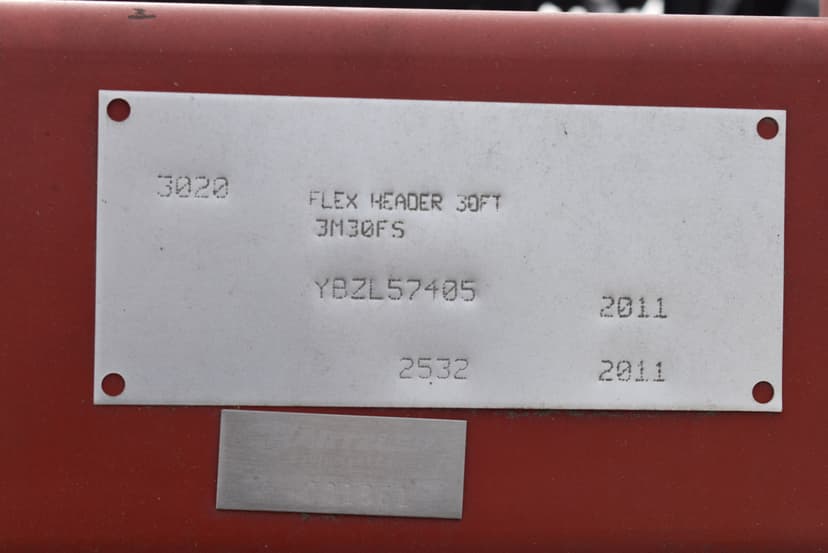 3020
FLEX HEADER 30FT
3M30FS
YBZL57405
2011
2532
2011